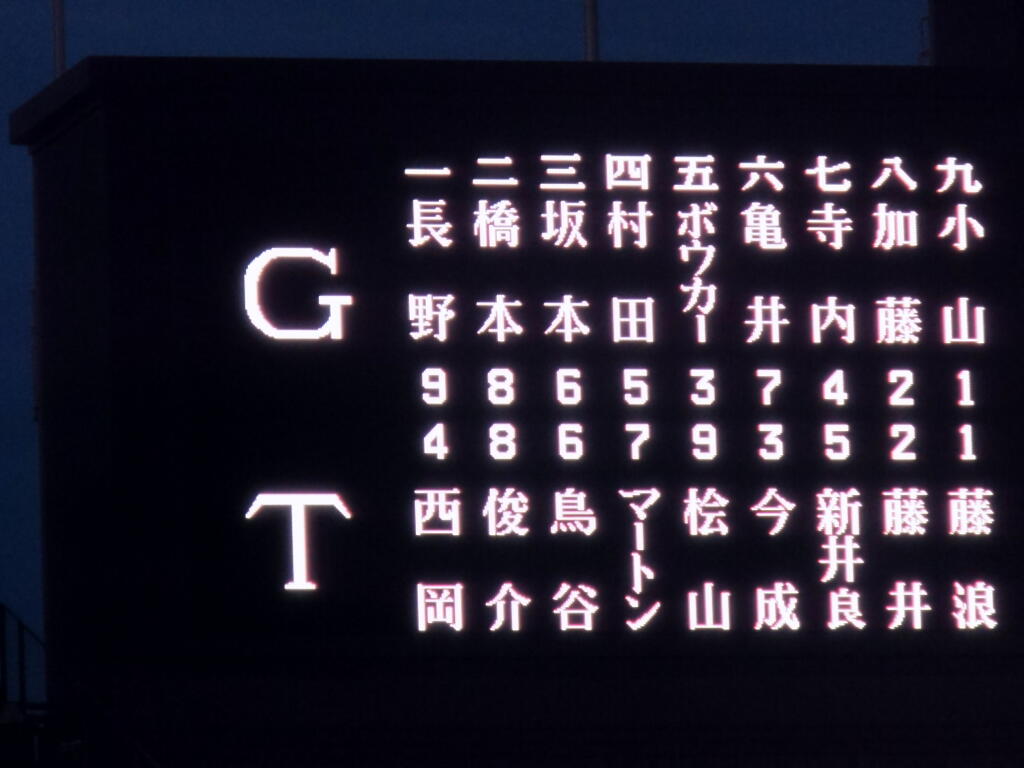 一 二 三 四 五 六 七 八 九
G
長野 橋本 坂本 村田 ボウカー 亀井 寺内 加藤 小山
9 8 6 5 3 7 4 2 1
4 8 6 7 9 3 5 2 1
T
西岡 俊介 鳥谷 マートン 桧山 今成 新井良 藤井 藤浪